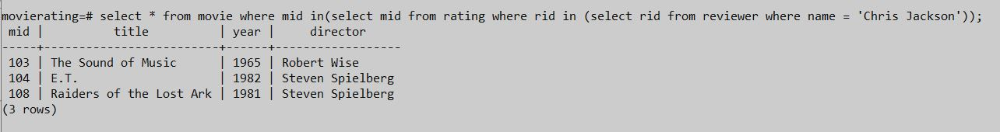 movierating=# select * from movie where mid in(select mid from rating where rid in (select rid from reviewer where name = 'Chris Jackson'));
 mid |          title          | year |     director
-----+-------------------------+------+------------------
 103 | The Sound of Music      | 1965 | Robert Wise
 104 | E.T.                    | 1982 | Steven Spielberg
 108 | Raiders of the Lost Ark | 1981 | Steven Spielberg
(3 rows)